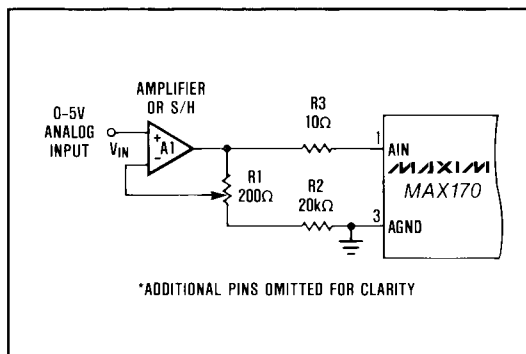 AMPLIFIER
OR S/H
0-5V
ANALOG
INPUT
VIN
+
−
A1
R1
200Ω
R3
10Ω
R2
20kΩ
1
AIN
MAXIM
MAX170
3
AGND
*ADDITIONAL PINS OMITTED FOR CLARITY